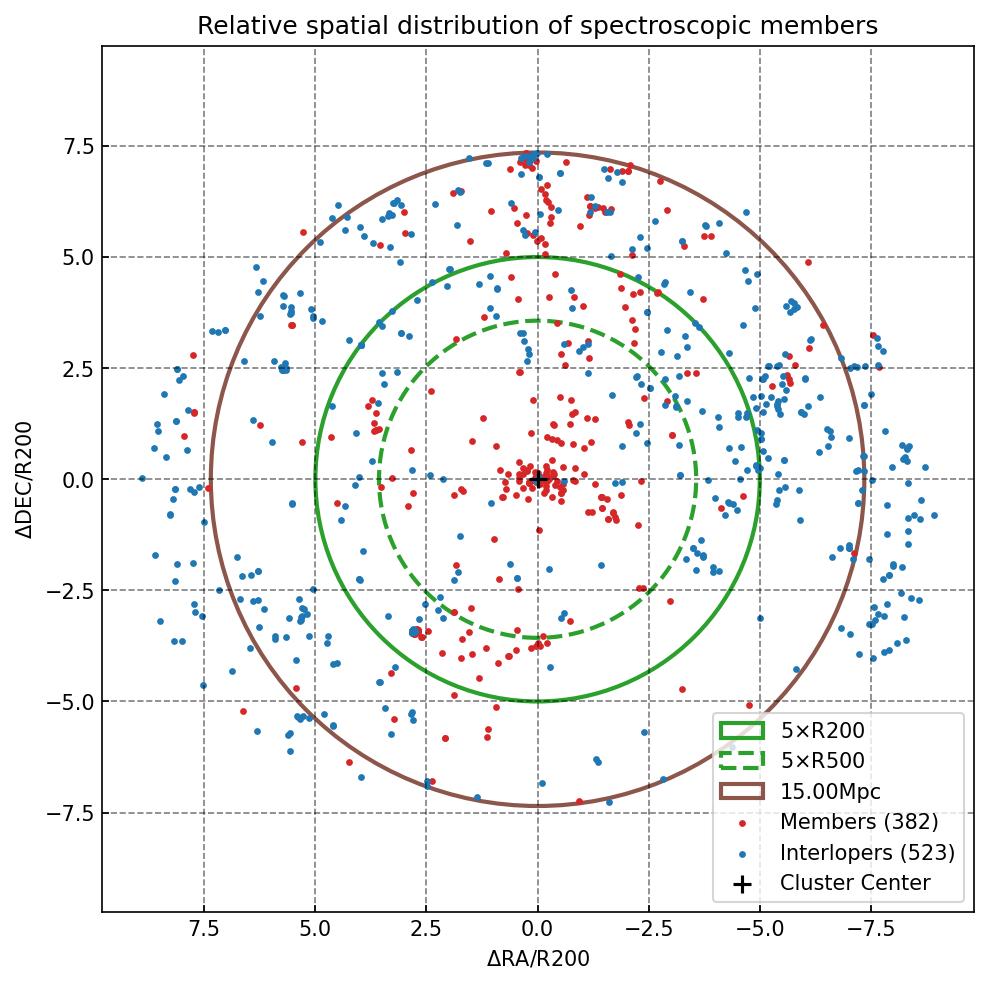 Relative spatial distribution of spectroscopic members
7.5
5.0
2.5
0.0
−2.5
−5.0
−7.5
ΔDEC/R200
5×R200
5×R500
15.00Mpc
Members (382)
Interlopers (523)
Cluster Center
7.5 5.0 2.5 0.0 −2.5 −5.0 −7.5
ΔRA/R200